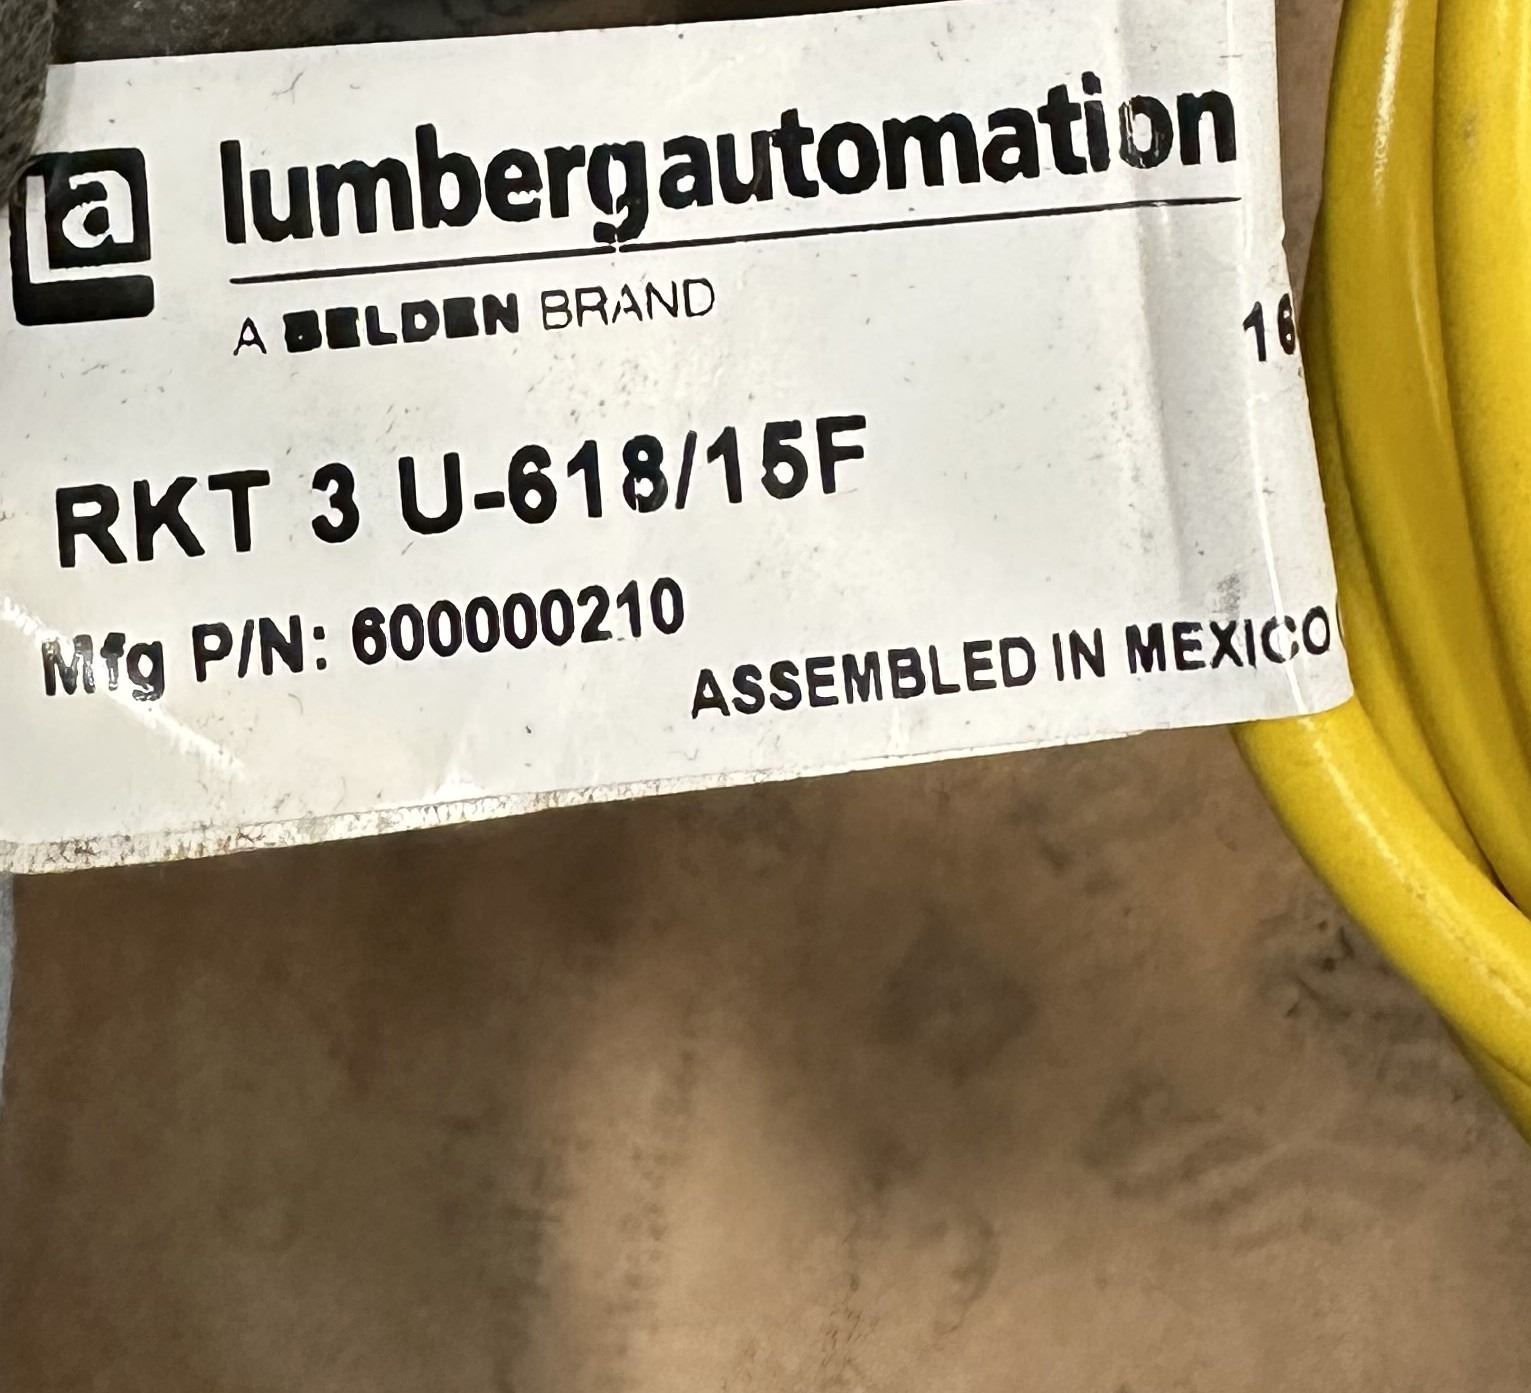 a lumbergautomation
A BELDEN BRAND
16
RKT 3 U-618/15F
Mfg P/N: 600000210
ASSEMBLED IN MEXICO